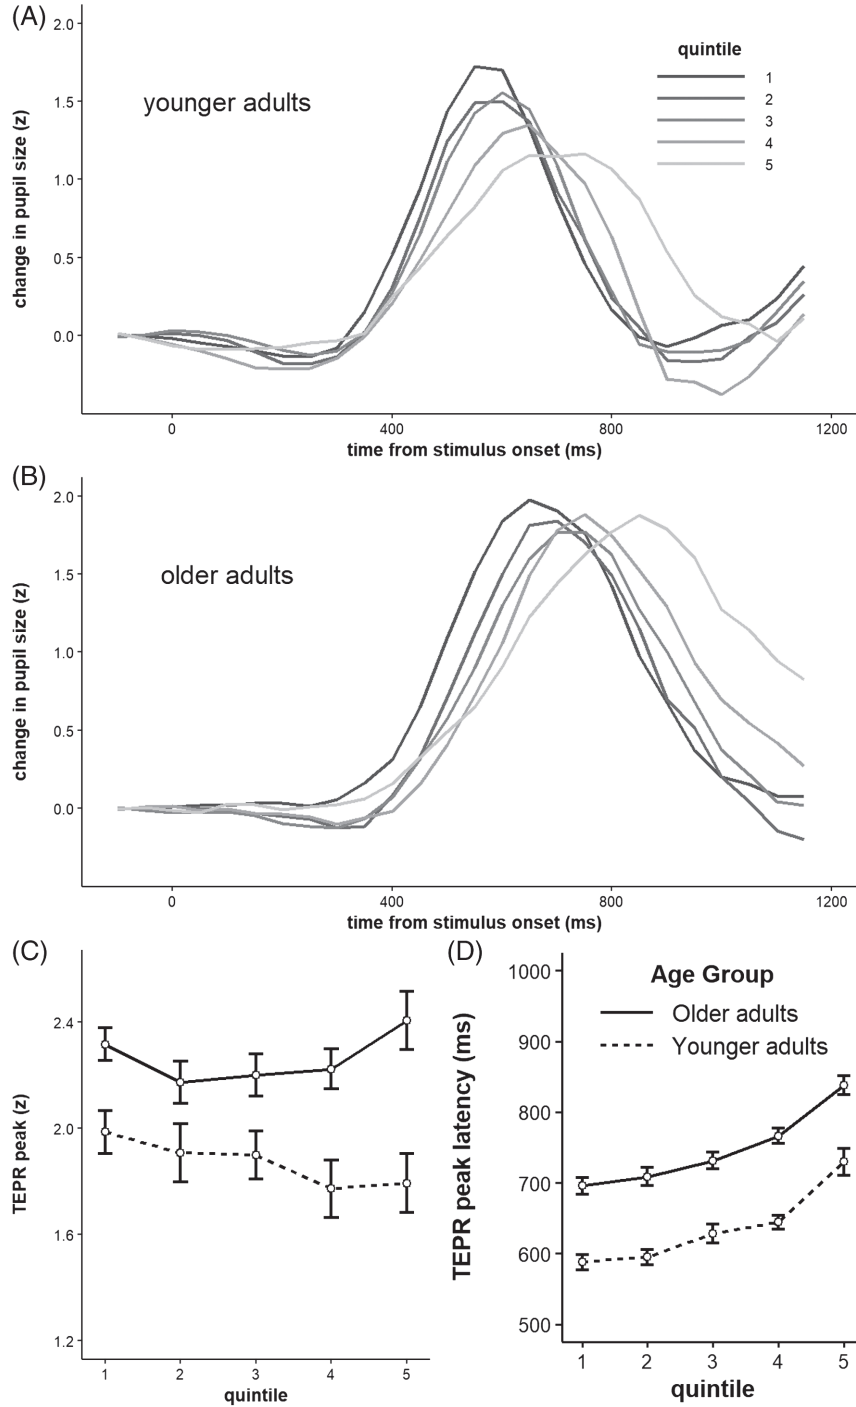 (A)
2.0
1.5
1.0
0.5
0.0
change in pupil size (z)
younger adults
quintile
1
2
3
4
5
0 400 800 1200
time from stimulus onset (ms)
(B)
2.0
1.5
1.0
0.5
0.0
change in pupil size (z)
older adults
0 400 800 1200
time from stimulus onset (ms)
(C)
2.4
2.0
1.6
1.2
TEPR peak (z)
1 2 3 4 5
quintile
(D)
1000
900
800
700
600
500
TEPR peak latency (ms)
Age Group
Older adults
Younger adults
1 2 3 4 5
quintile